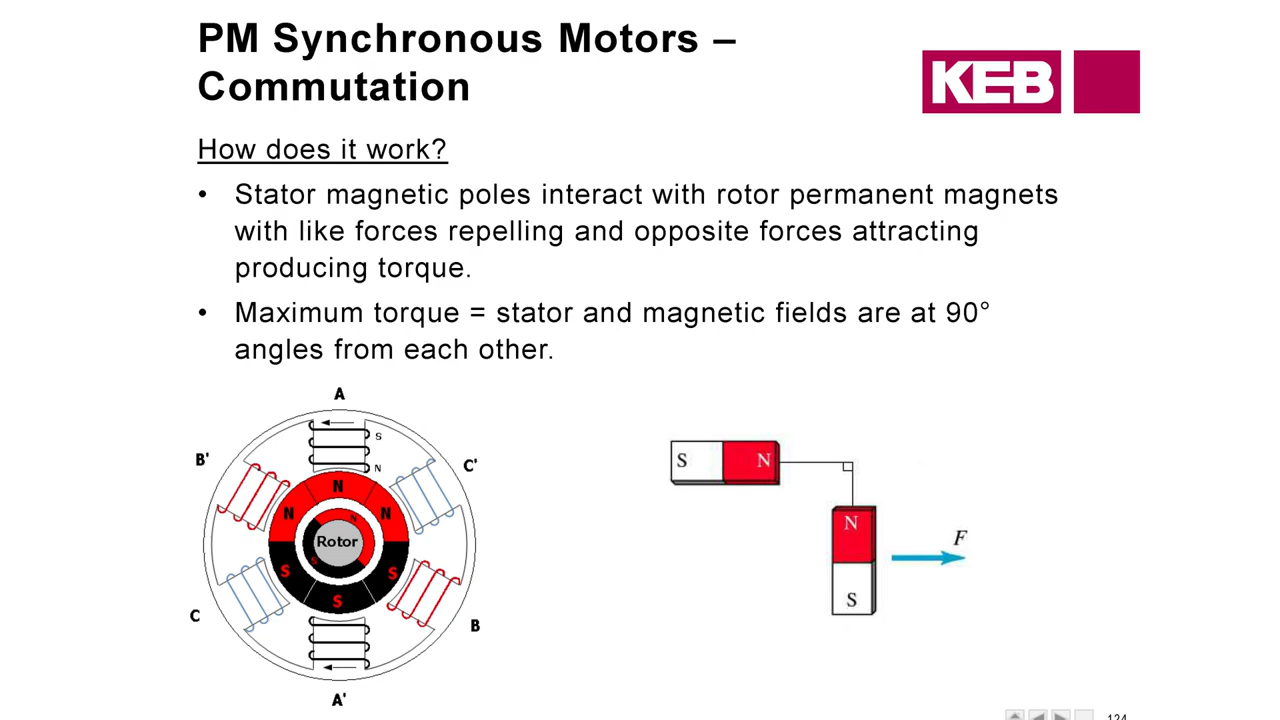 PM Synchronous Motors –
Commutation
KEB
How does it work?
• Stator magnetic poles interact with rotor permanent magnets
with like forces repelling and opposite forces attracting
producing torque.
• Maximum torque = stator and magnetic fields are at 90°
angles from each other.
A
S
B'
C'
N
N
N
N
N
Rotor
S
S
S
S
C
B
A'
S
N
N
F
S
124